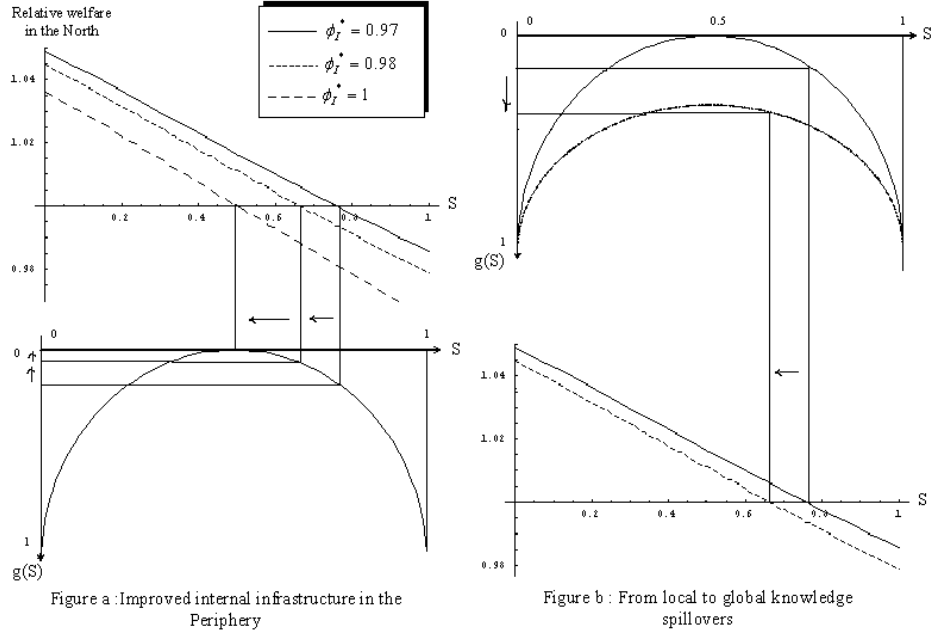 Relative welfare
in the North
ϕ_I* = 0.97
ϕ_I* = 0.98
ϕ_I* = 1
1.04
1.02
0.98
0.2
0.4
0.6
0.8
1
S
0
1
0
S
1
g(S)
Figure a :Improved internal infrastructure in the
Periphery
0
0.5
1
0
S
1
g(S)
1.04
1.02
0.98
0.2
0.4
0.6
0.8
1
S
Figure b : From local to global knowledge
spillovers